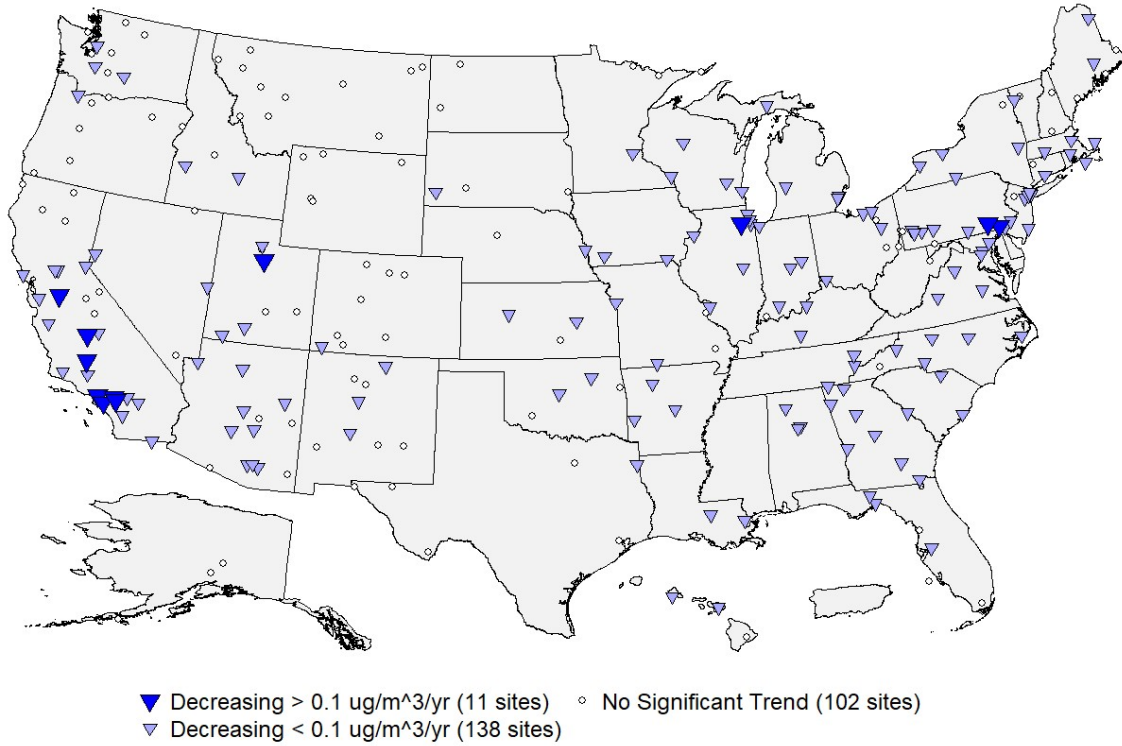 Decreasing > 0.1 ug/m^3/yr (11 sites) No Significant Trend (102 sites)
Decreasing < 0.1 ug/m^3/yr (138 sites)